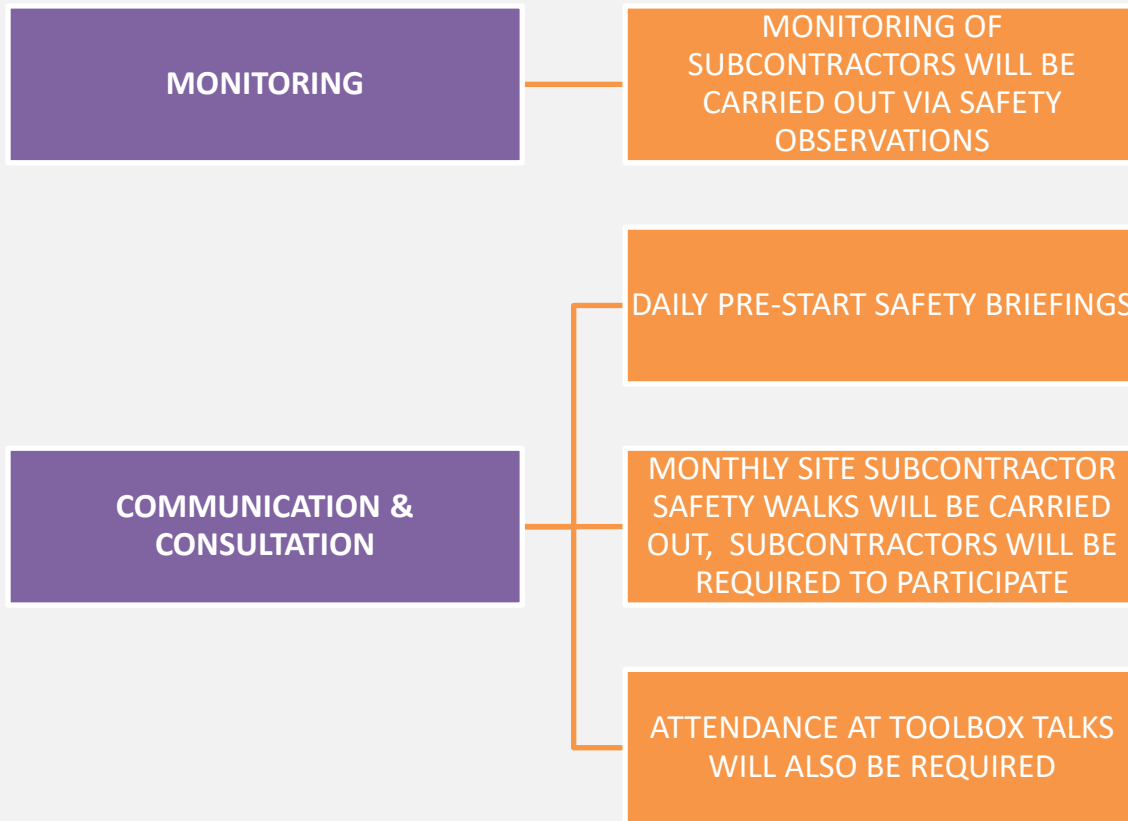 MONITORING
MONITORING OF
SUBCONTRACTORS WILL BE
CARRIED OUT VIA SAFETY
OBSERVATIONS
DAILY PRE-START SAFETY BRIEFINGS
COMMUNICATION &
CONSULTATION
MONTHLY SITE SUBCONTRACTOR
SAFETY WALKS WILL BE CARRIED
OUT, SUBCONTRACTORS WILL BE
REQUIRED TO PARTICIPATE
ATTENDANCE AT TOOLBOX TALKS
WILL ALSO BE REQUIRED